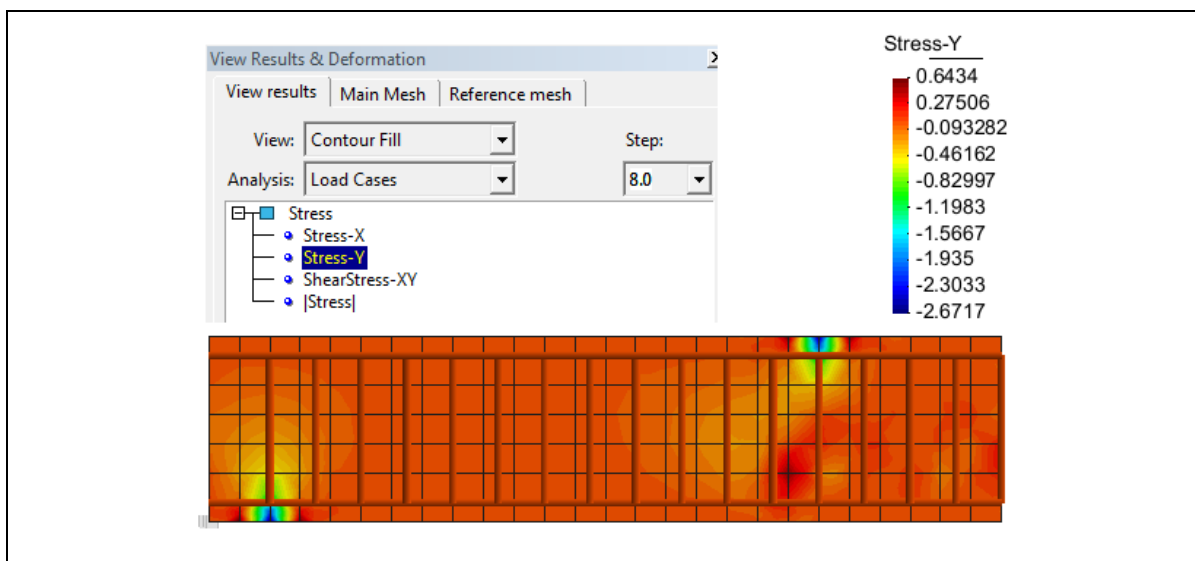 View Results & Deformation
View results Main Mesh Reference mesh
View: Contour Fill Step:
Analysis: Load Cases 8.0
Stress
Stress-X
Stress-Y
ShearStress-XY
|Stress|
Stress-Y
0.6434
0.27506
-0.093282
-0.46162
-0.82997
-1.1983
-1.5667
-1.935
-2.3033
-2.6717